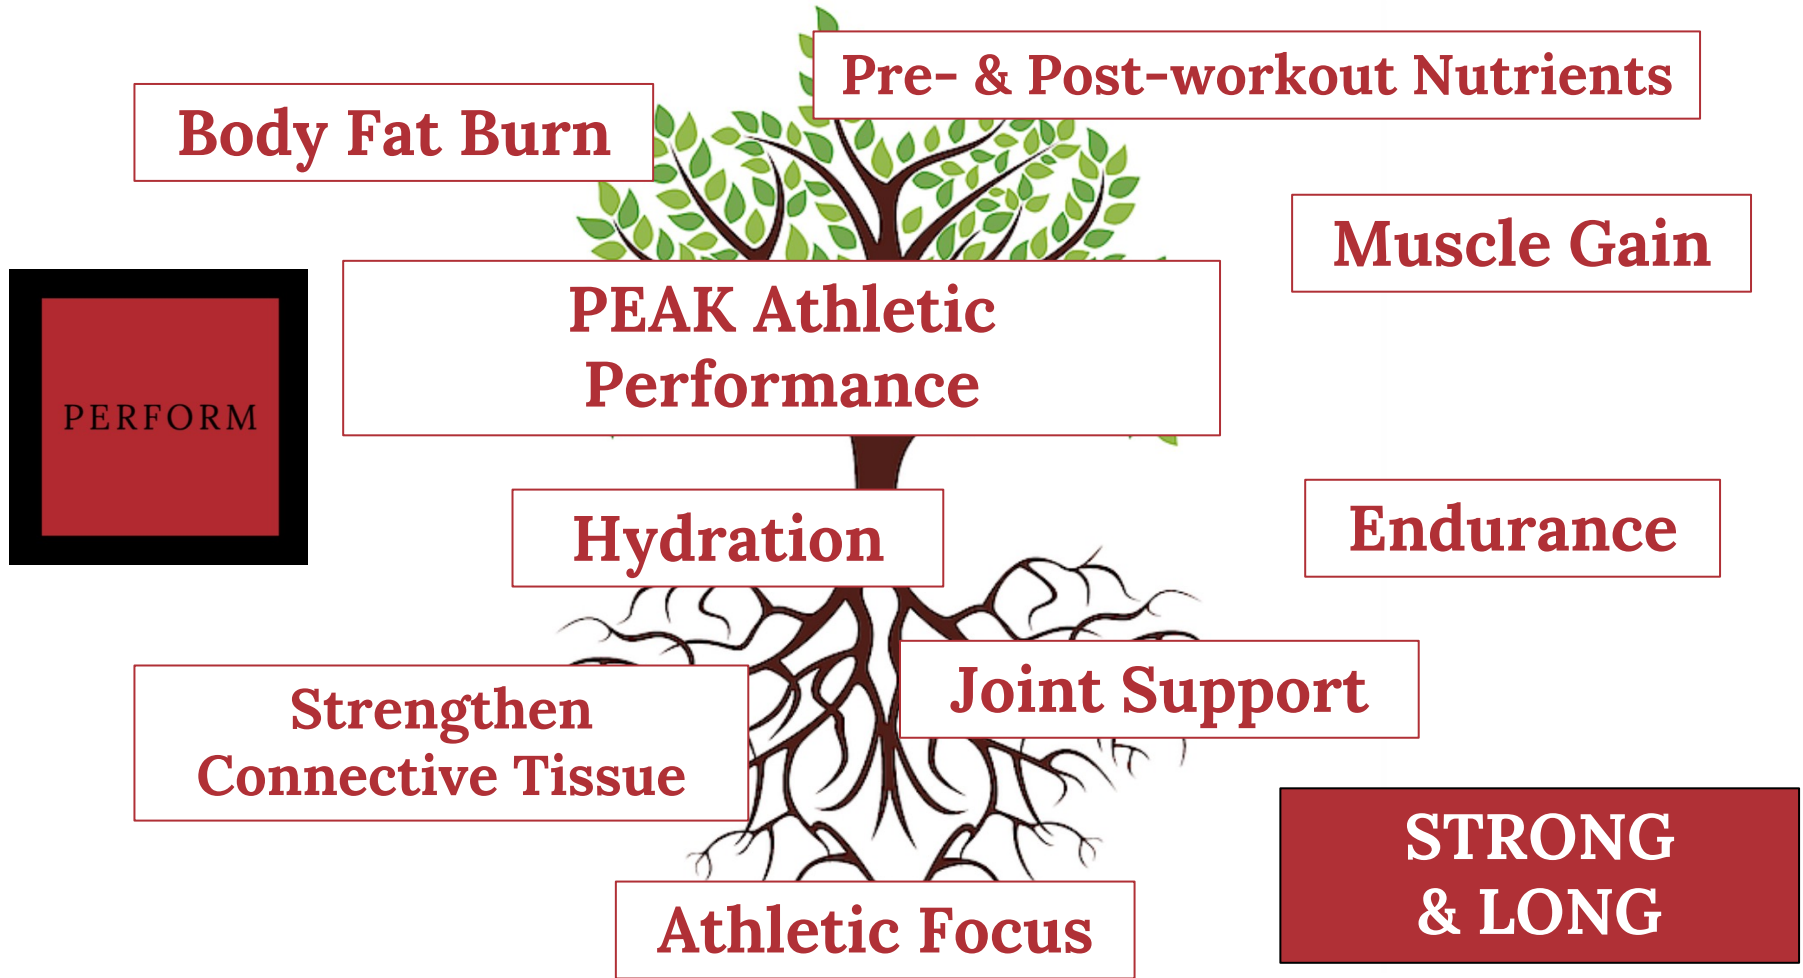 Pre- & Post-workout Nutrients
Body Fat Burn
Muscle Gain
PEAK Athletic
Performance
PERFORM
Hydration
Endurance
Joint Support
Strengthen
Connective Tissue
STRONG
& LONG
Athletic Focus